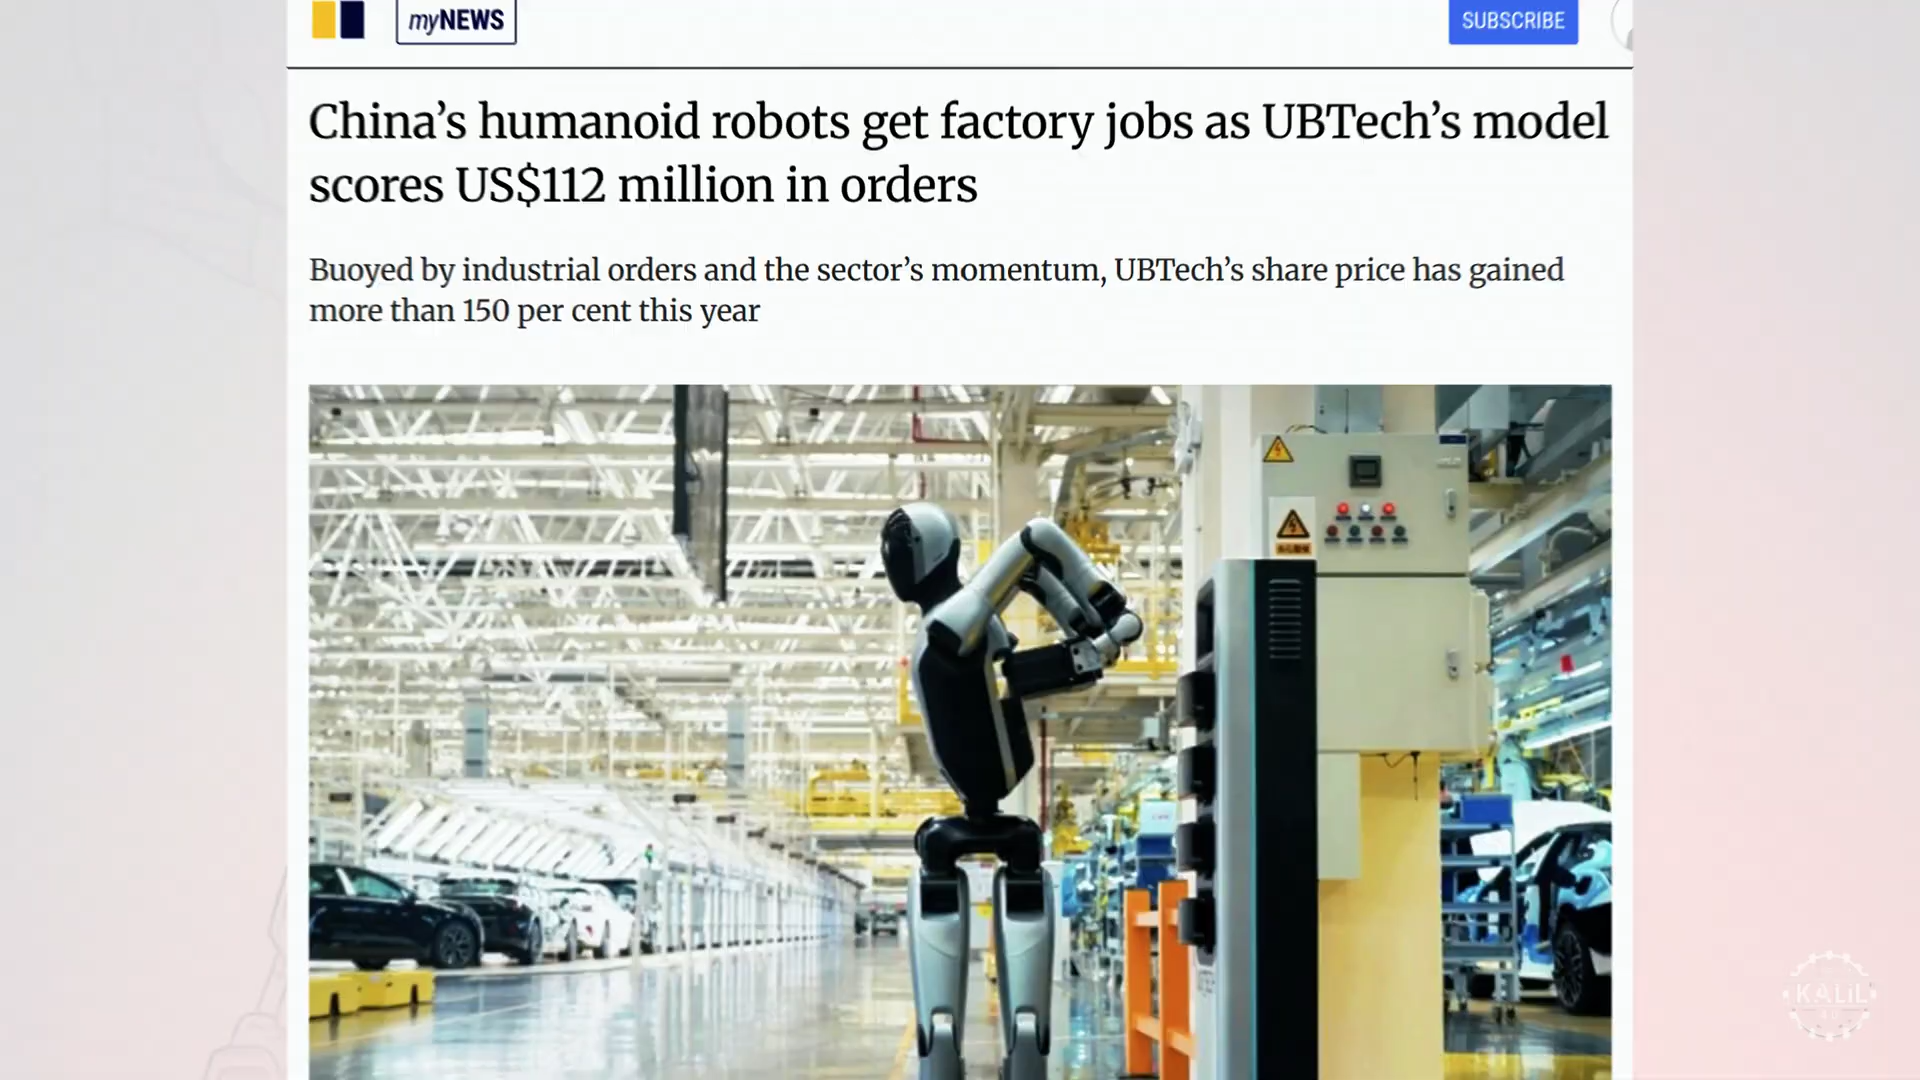 myNEWS
SUBSCRIBE
China’s humanoid robots get factory jobs as UBTech’s model
scores US$112 million in orders
Buoyed by industrial orders and the sector’s momentum, UBTech’s share price has gained
more than 150 per cent this year
KALIL